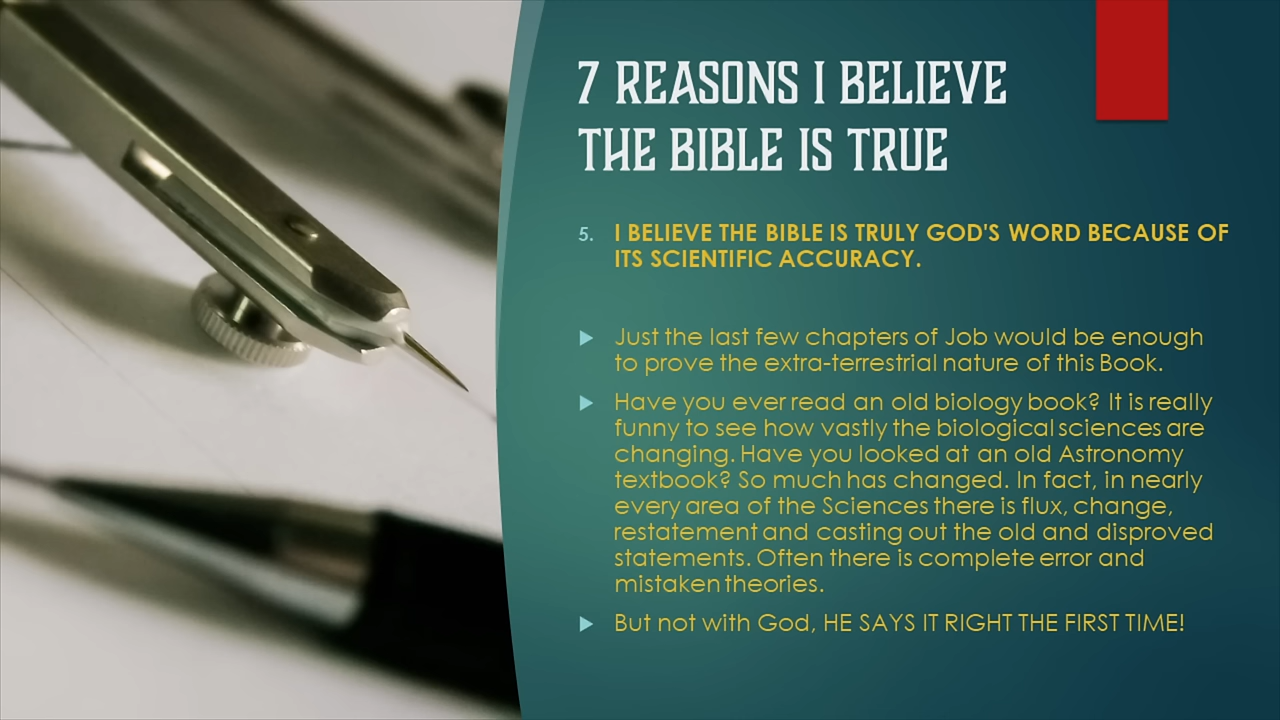 7 REASONS I BELIEVE
THE BIBLE IS TRUE
5. I BELIEVE THE BIBLE IS TRULY GOD'S WORD BECAUSE OF
ITS SCIENTIFIC ACCURACY.
Just the last few chapters of Job would be enough
to prove the extra-terrestrial nature of this Book.
Have you ever read an old biology book? It is really
funny to see how vastly the biological sciences are
changing. Have you looked at an old Astronomy
textbook? So much has changed. In fact, in nearly
every area of the Sciences there is flux, change,
restatement and casting out the old and disproved
statements. Often there is complete error and
mistaken theories.
But not with God, HE SAYS IT RIGHT THE FIRST TIME!